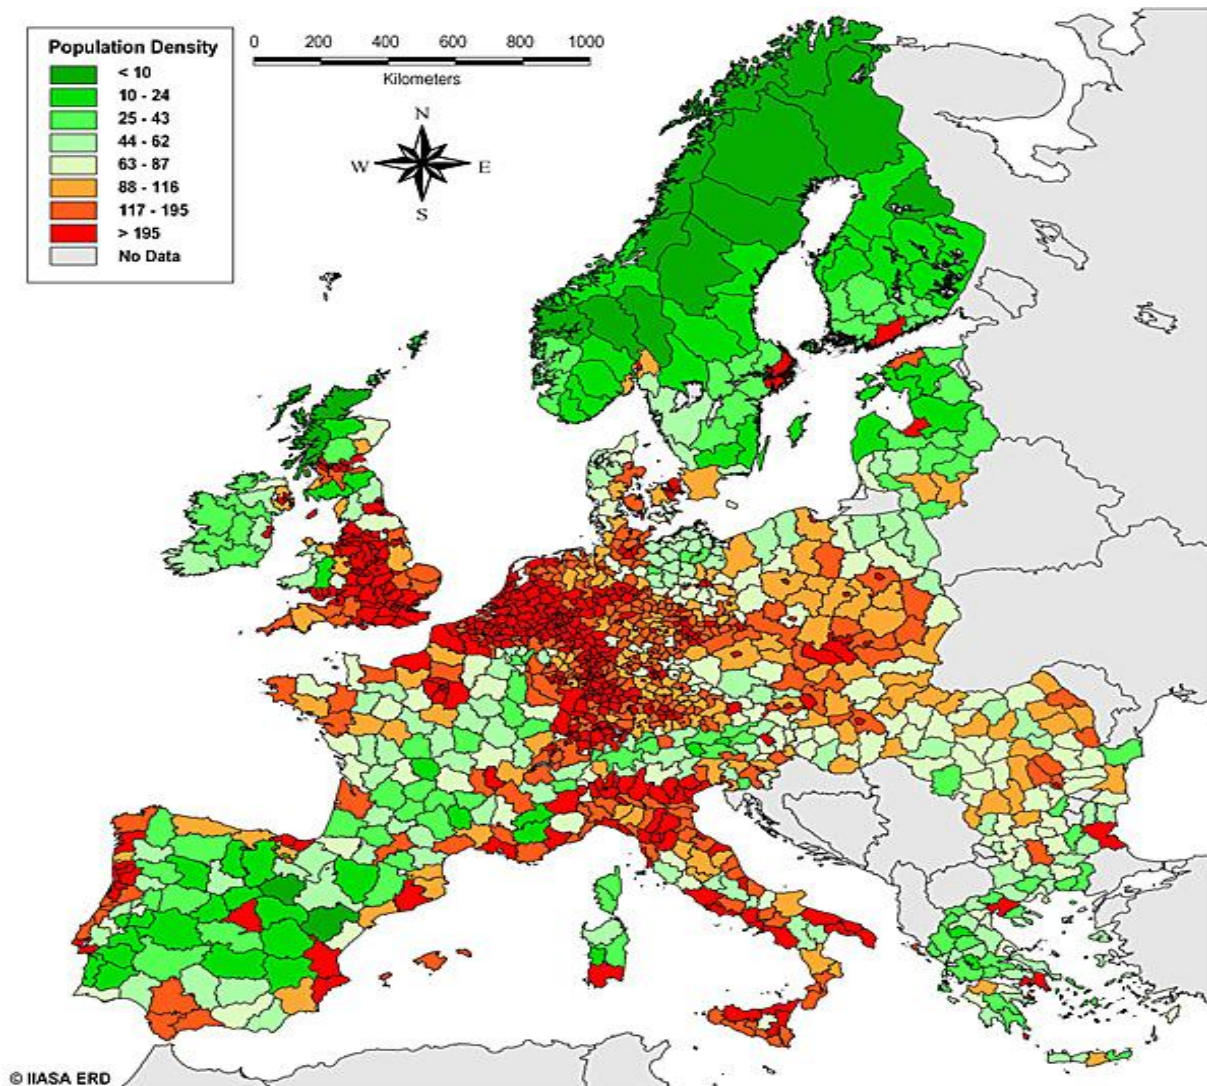 Population Density
< 10
10 - 24
25 - 43
44 - 62
63 - 87
88 - 116
117 - 195
> 195
No Data
0 200 400 600 800 1000
Kilometers
N
W E
S
© IIASA ERD